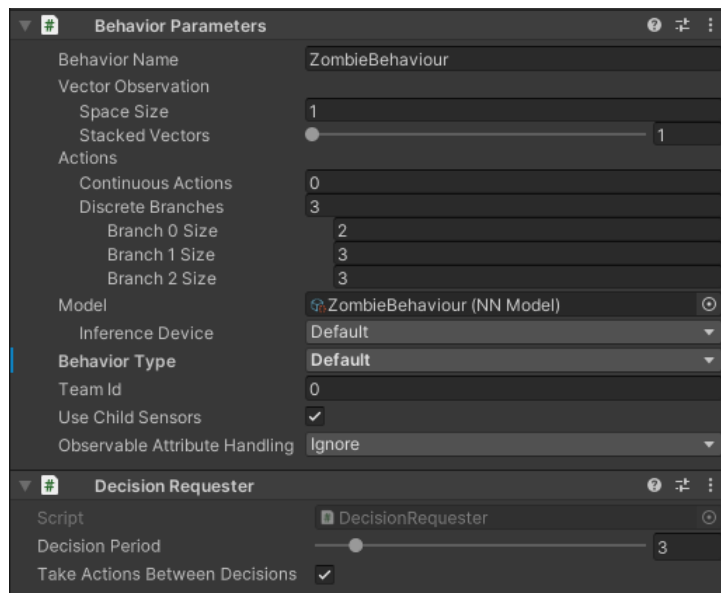 Behavior Parameters
Behavior Name ZombieBehaviour
Vector Observation
Space Size 1
Stacked Vectors 1
Actions
Continuous Actions 0
Discrete Branches 3
Branch 0 Size 2
Branch 1 Size 3
Branch 2 Size 3
Model ZombieBehaviour (NN Model)
Inference Device Default
Behavior Type Default
Team Id 0
Use Child Sensors
Observable Attribute Handling Ignore
Decision Requester
Script DecisionRequester
Decision Period 3
Take Actions Between Decisions